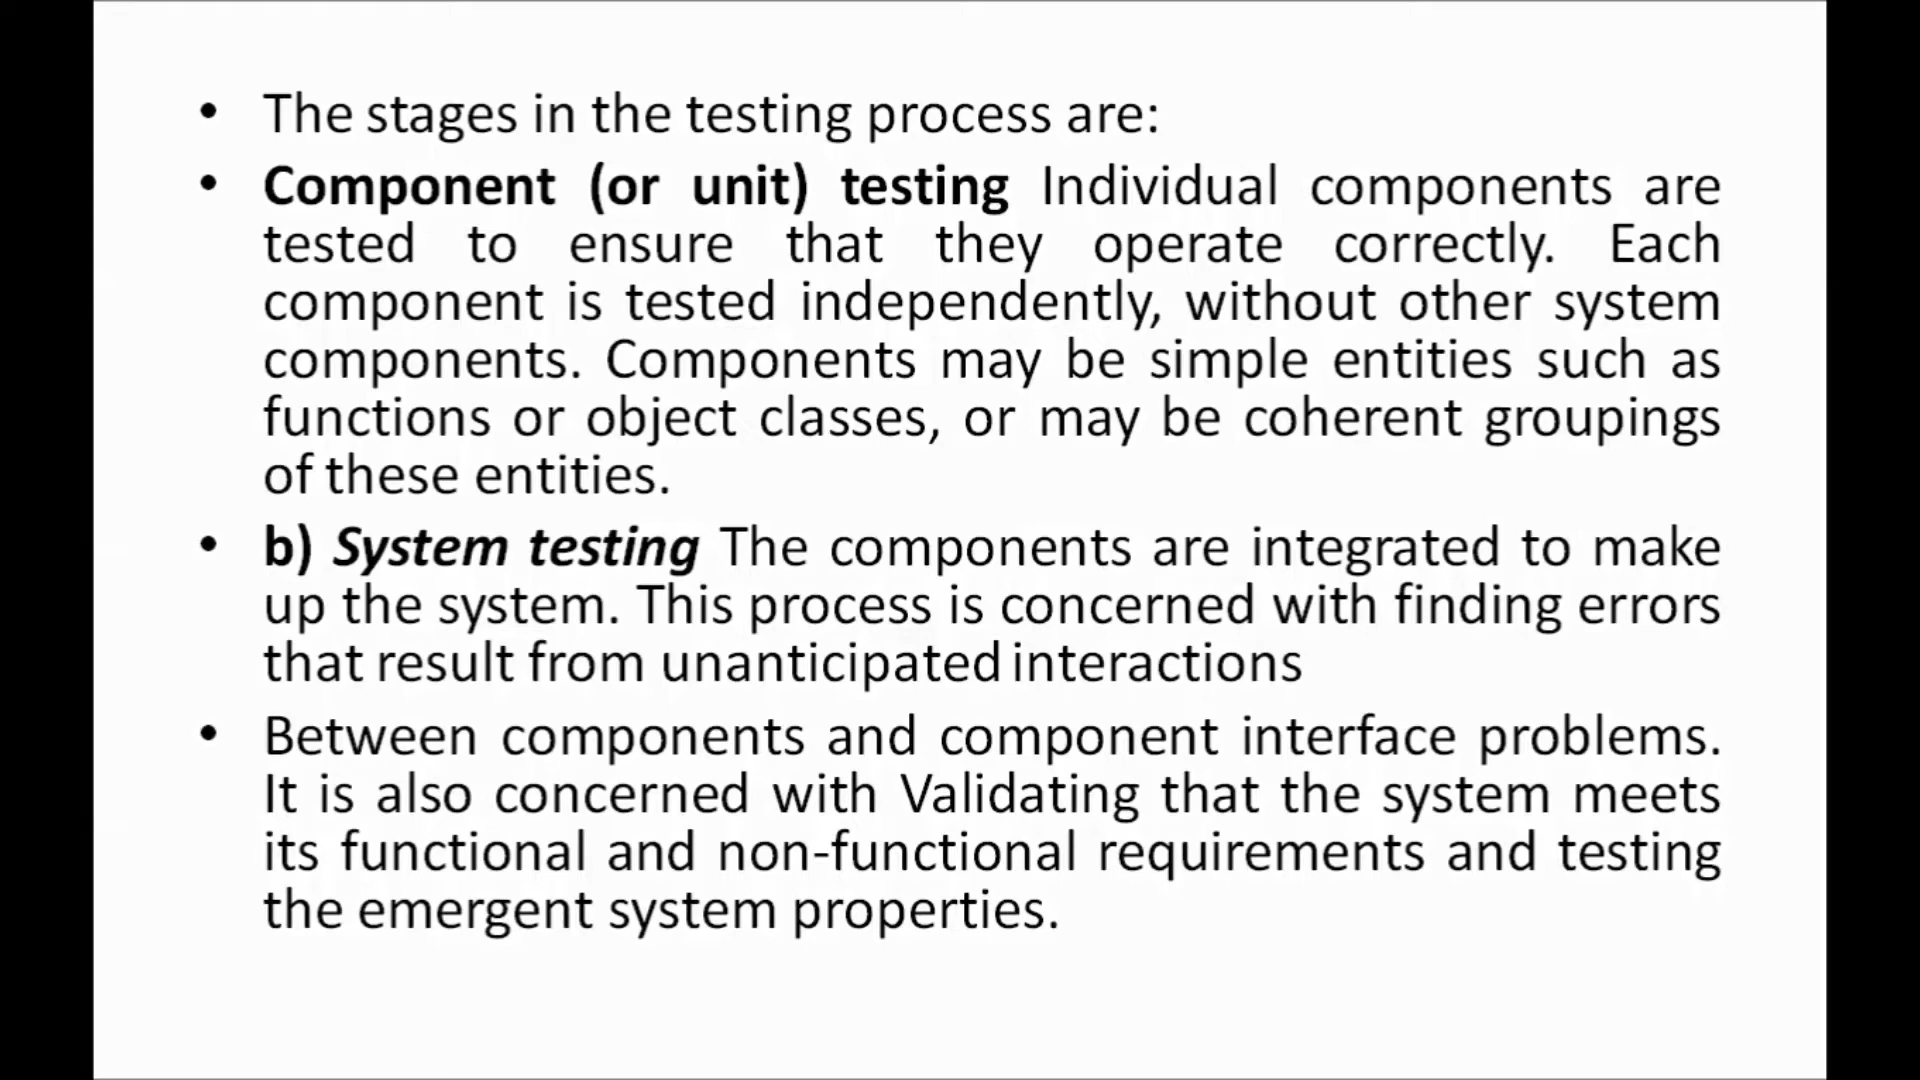 • The stages in the testing process are:
• Component (or unit) testing Individual components are
tested to ensure that they operate correctly. Each
component is tested independently, without other system
components. Components may be simple entities such as
functions or object classes, or may be coherent groupings
of these entities.
• b) System testing The components are integrated to make
up the system. This process is concerned with finding errors
that result from unanticipated interactions
• Between components and component interface problems.
It is also concerned with Validating that the system meets
its functional and non-functional requirements and testing
the emergent system properties.